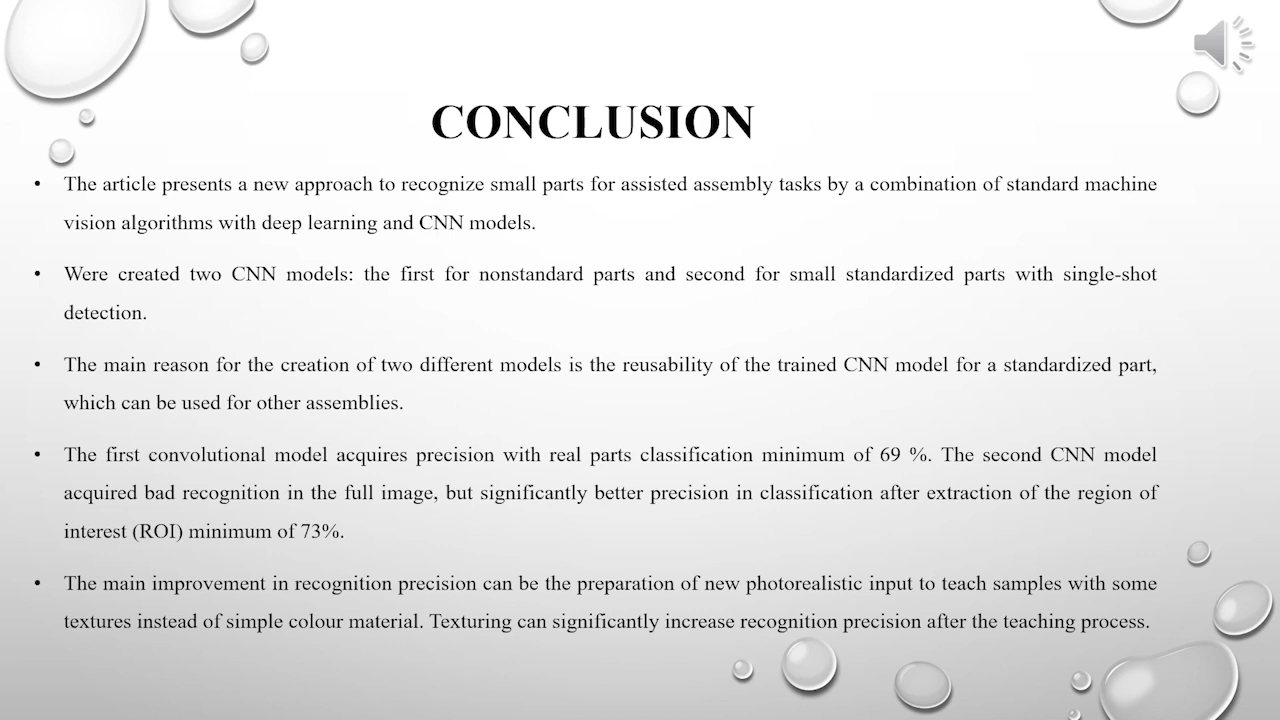 CONCLUSION
• The article presents a new approach to recognize small parts for assisted assembly tasks by a combination of standard machine
vision algorithms with deep learning and CNN models.
• Were created two CNN models: the first for nonstandard parts and second for small standardized parts with single-shot
detection.
• The main reason for the creation of two different models is the reusability of the trained CNN model for a standardized part,
which can be used for other assemblies.
• The first convolutional model acquires precision with real parts classification minimum of 69 %. The second CNN model
acquired bad recognition in the full image, but significantly better precision in classification after extraction of the region of
interest (ROI) minimum of 73%.
• The main improvement in recognition precision can be the preparation of new photorealistic input to teach samples with some
textures instead of simple colour material. Texturing can significantly increase recognition precision after the teaching process.